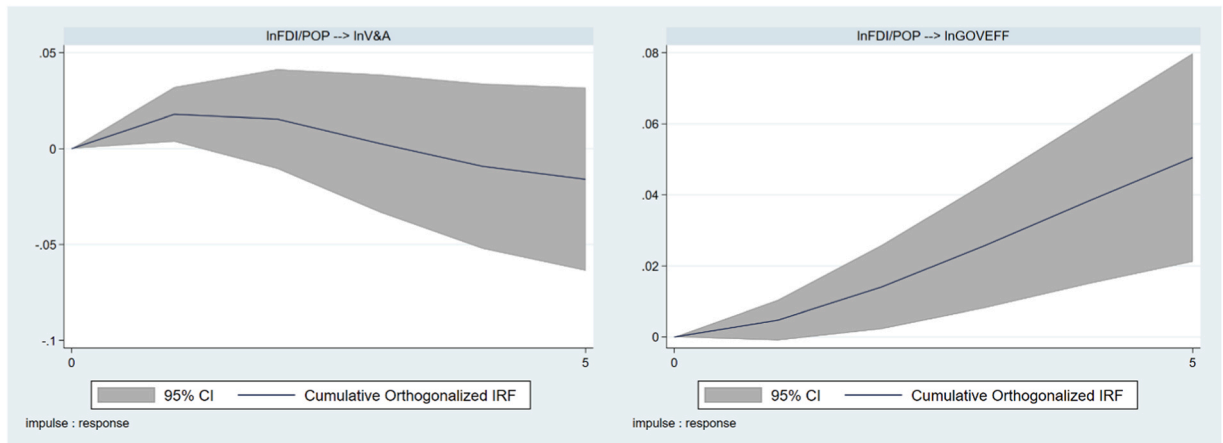 lnFDI/POP --> lnV&A
.05
0
-.05
-.1
0
5
95% CI
Cumulative Orthogonalized IRF
impulse : response
lnFDI/POP --> lnGOVEFF
.08
.06
.04
.02
0
0
5
95% CI
Cumulative Orthogonalized IRF
impulse : response